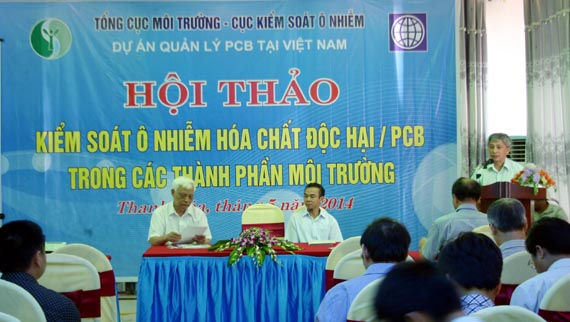 TỔNG CỤC MÔI TRƯỜNG - CỤC KIỂM SOÁT Ô NHIỄM
DỰ ÁN QUẢN LÝ PCB TẠI VIỆT NAM
HỘI THẢO
KIỂM SOÁT Ô NHIỄM HÓA CHẤT ĐỘC HẠI / PCB
TRONG CÁC THÀNH PHẦN MÔI TRƯỜNG
5 năm 2014